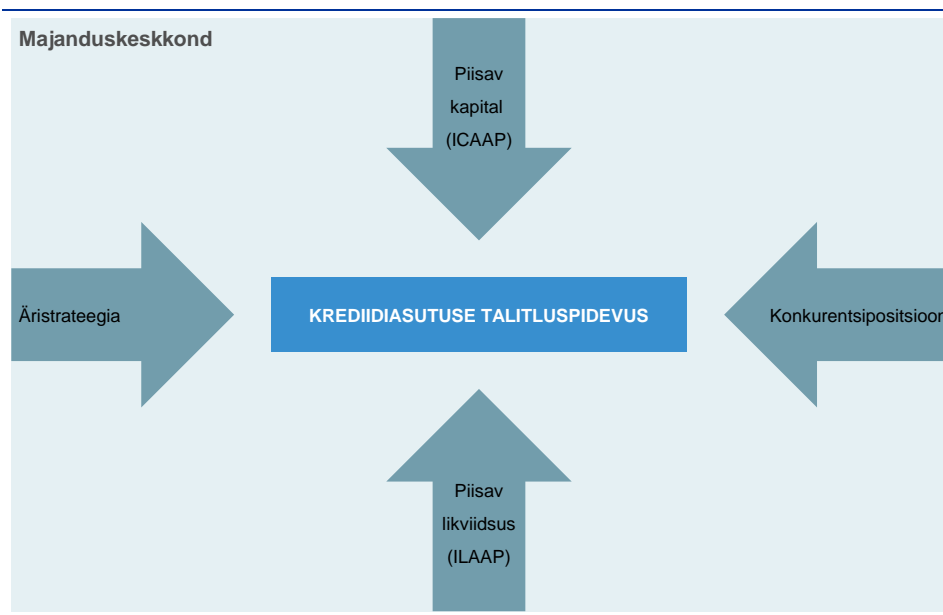 Majanduskeskkond
Piisav
kapital
(ICAAP)
Äristrateegia
KREDIIDIASUTUSE TALITLUSPIDEVUS
Konkurentsipositsioon
Piisav
likviidsus
(ILAAP)